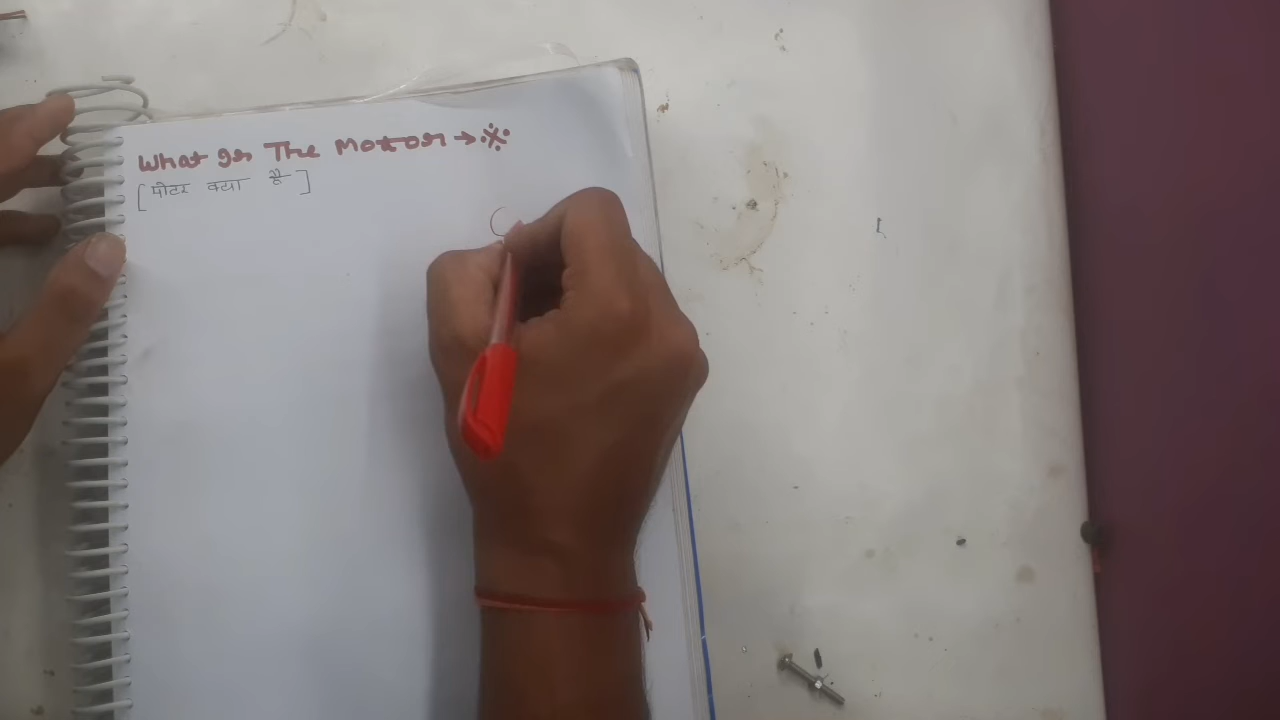 What is The Motor → ※
[मोटर क्या है]